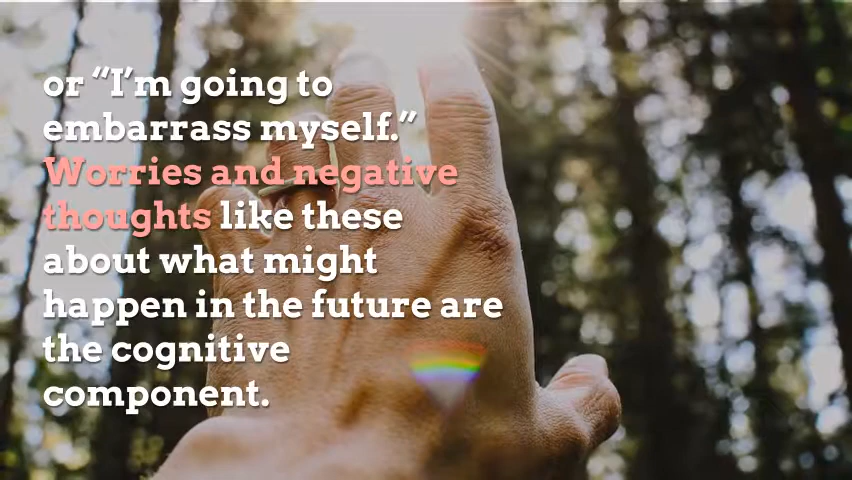 or “I’m going to
embarrass myself.”
Worries and negative
thoughts like these
about what might
happen in the future are
the cognitive
component.